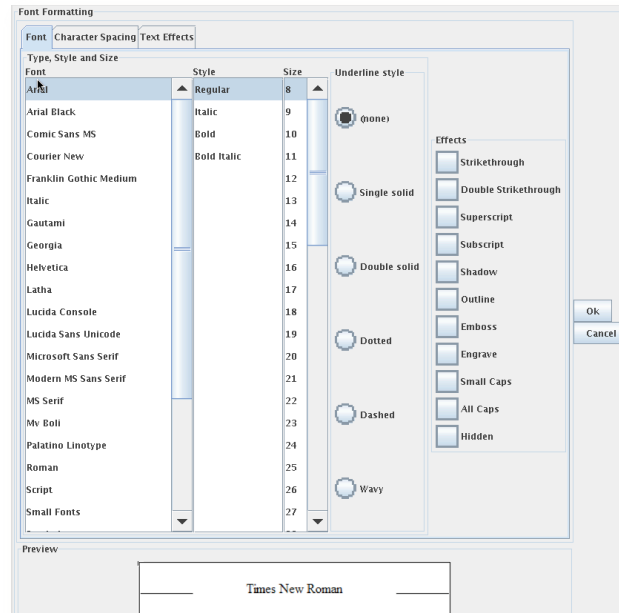 Font Formatting
Font Character Spacing Text Effects
Type, Style and Size
Font Style Size
Arial Regular 8
Arial Black Italic 9
Comic Sans MS Bold 10
Courier New Bold Italic 11
Franklin Gothic Medium 12
Italic 13
Gautami 14
Georgia 15
Helvetica 16
Latha 17
Lucida Console 18
Lucida Sans Unicode 19
Microsoft Sans Serif 20
Modern MS Sans Serif 21
MS Serif 22
Mv Boli 23
Palatino Linotype 24
Roman 25
Script 26
Small Fonts 27
Underline style
(none)
Single solid
Double solid
Dotted
Dashed
Wavy
Effects
Strikethrough
Double Strikethrough
Superscript
Subscript
Shadow
Outline
Emboss
Engrave
Small Caps
All Caps
Hidden
Ok
Cancel
Preview
Times New Roman